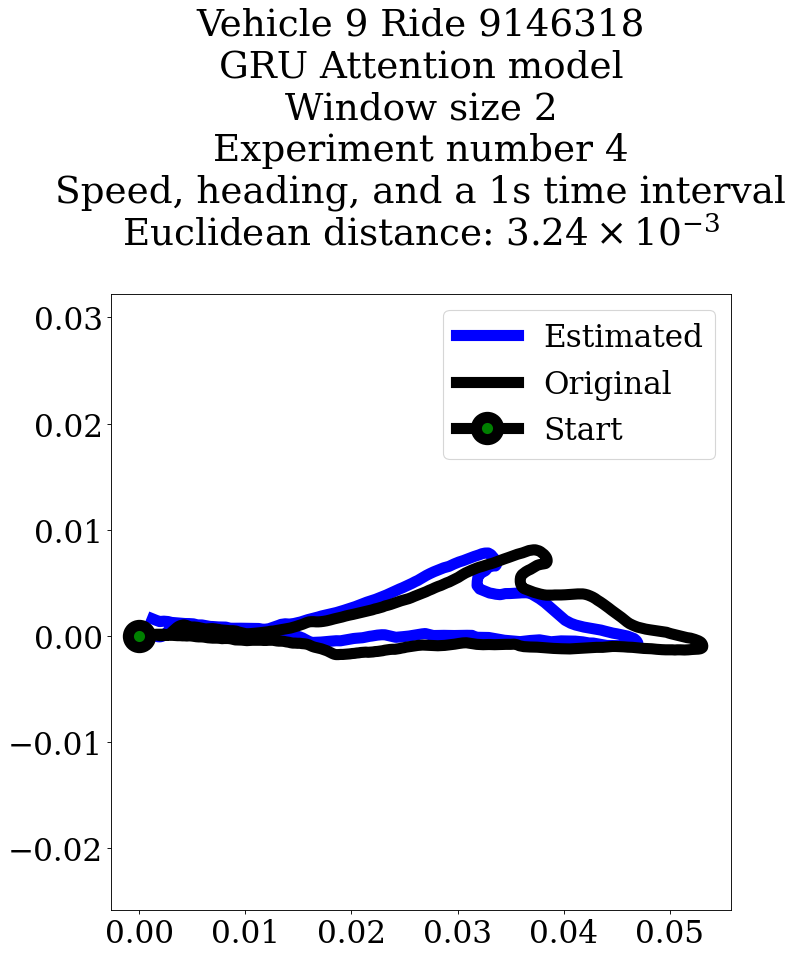 Vehicle 9 Ride 9146318
GRU Attention model
Window size 2
Experiment number 4
Speed, heading, and a 1s time interval
Euclidean distance: 3.24 × 10⁻³
Estimated
Original
Start
0.03
0.02
0.01
0.00
−0.01
−0.02
0.00 0.01 0.02 0.03 0.04 0.05